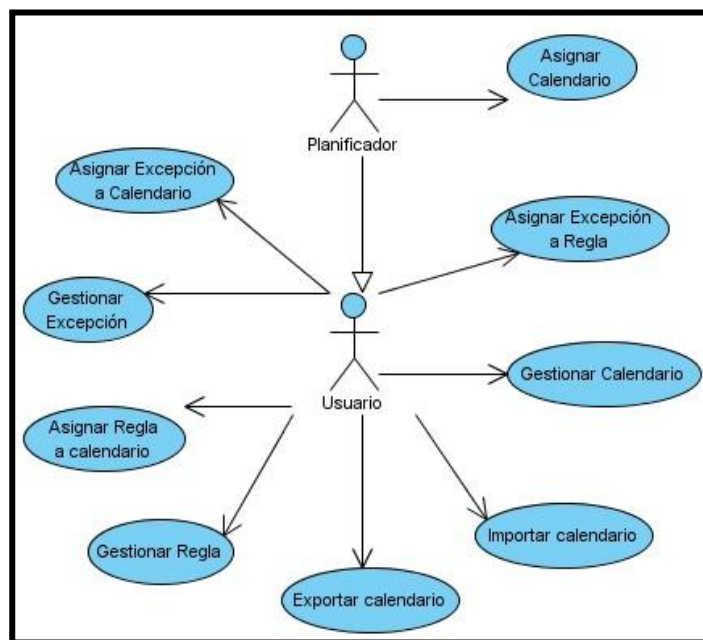 Asignar
Calendario
Planificador
Asignar Excepción
a Calendario
Asignar Excepción
a Regla
Gestionar
Excepción
Gestionar Calendario
Usuario
Asignar Regla
a calendario
Importar calendario
Gestionar Regla
Exportar calendario